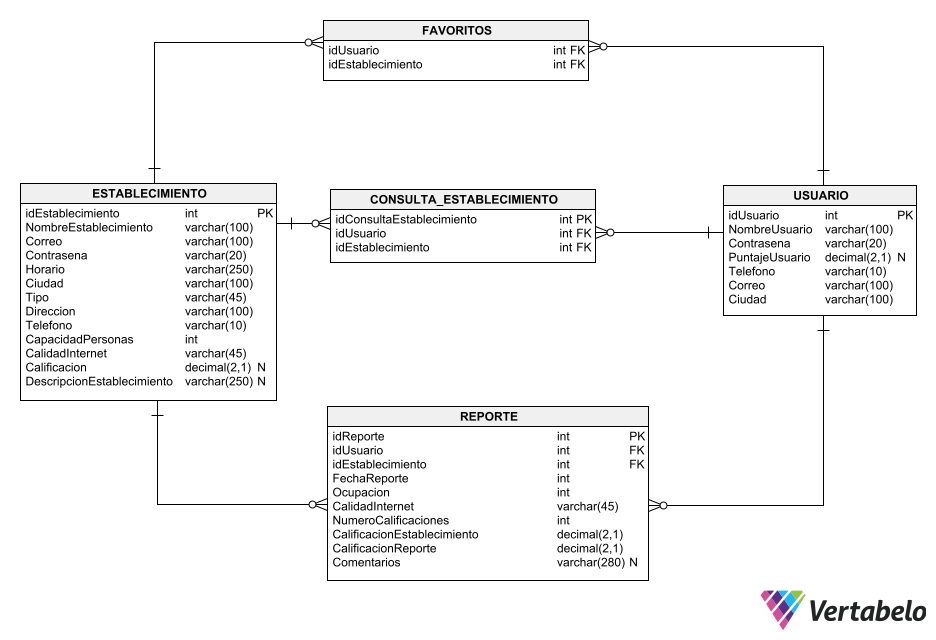 FAVORITOS
idUsuario int FK
idEstablecimiento int FK
ESTABLECIMIENTO
idEstablecimiento int PK
NombreEstablecimiento varchar(100)
Correo varchar(100)
Contrasena varchar(20)
Horario varchar(250)
Ciudad varchar(100)
Tipo varchar(45)
Direccion varchar(100)
Telefono varchar(10)
CapacidadPersonas int
CalidadInternet varchar(45)
Calificacion decimal(2,1) N
DescripcionEstablecimiento varchar(250) N
CONSULTA_ESTABLECIMIENTO
idConsultaEstablecimiento int PK
idUsuario int FK
idEstablecimiento int FK
USUARIO
idUsuario int PK
NombreUsuario varchar(100)
Contrasena varchar(20)
PuntajeUsuario decimal(2,1) N
Telefono varchar(10)
Correo varchar(100)
Ciudad varchar(100)
REPORTE
idReporte int PK
idUsuario int FK
idEstablecimiento int FK
FechaReporte int
Ocupacion int
CalidadInternet varchar(45)
NumeroCalificaciones int
CalificacionEstablecimiento decimal(2,1)
CalificacionReporte decimal(2,1)
Comentarios varchar(280) N
Vertabelo